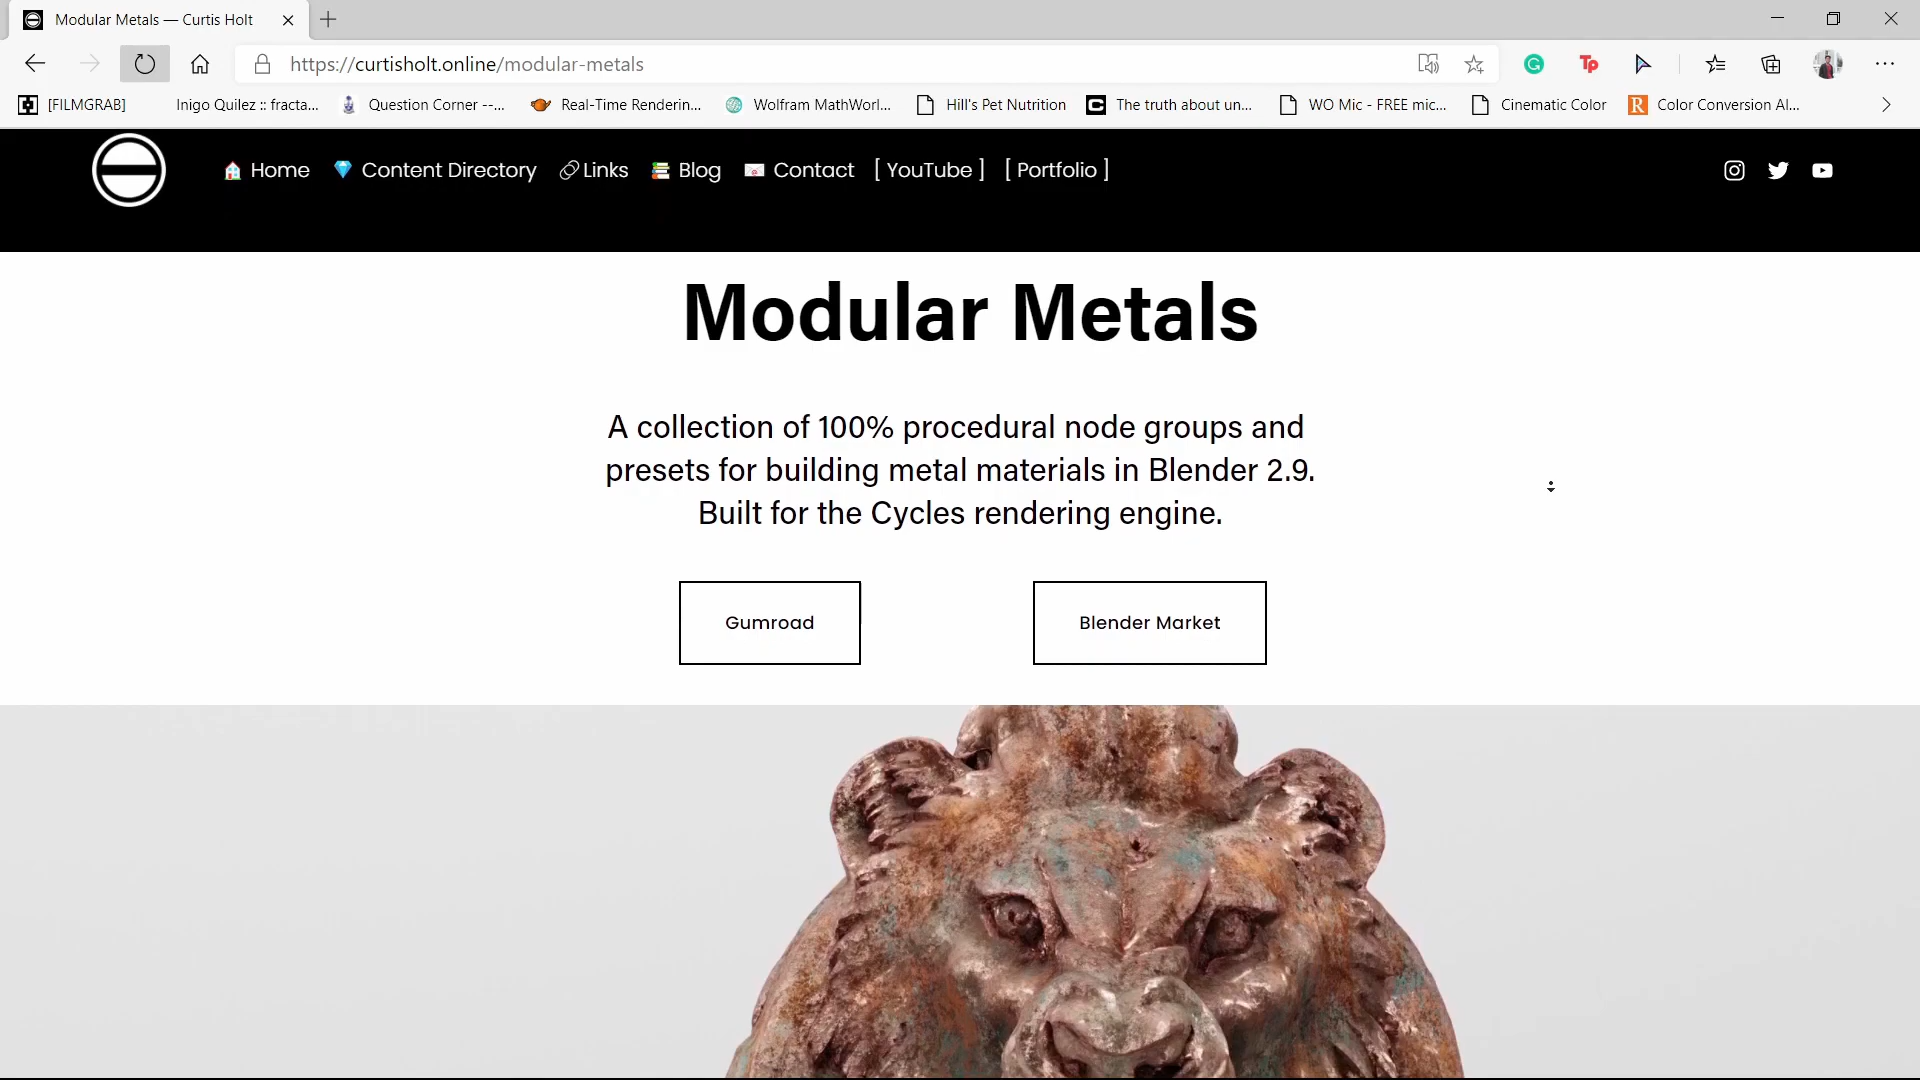 Modular Metals — Curtis Holt
https://curtisholt.online/modular-metals
[FILMGRAB]
Inigo Quilez :: fracta...
Question Corner --...
Real-Time Renderin...
Wolfram MathWorl...
Hill's Pet Nutrition
The truth about un...
WO Mic - FREE mic...
Cinematic Color
Color Conversion Al...
Home
Content Directory
Links
Blog
Contact
[ YouTube ]
[ Portfolio ]
Modular Metals
A collection of 100% procedural node groups and
presets for building metal materials in Blender 2.9.
Built for the Cycles rendering engine.
Gumroad
Blender Market